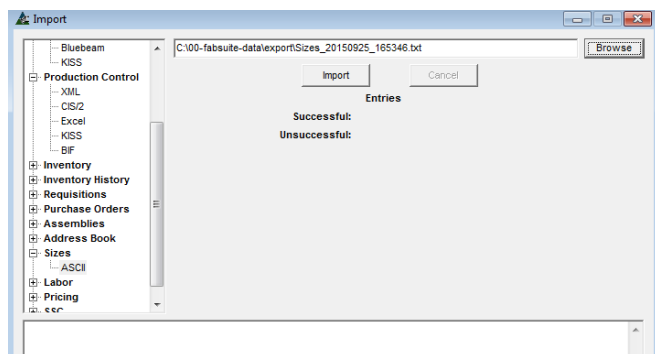 Import
Bluebeam
KISS
Production Control
XML
CIS/2
Excel
KISS
BIF
Inventory
Inventory History
Requisitions
Purchase Orders
Assemblies
Address Book
Sizes
ASCII
Labor
Pricing
SSC
C:\00-fabsuite-data\export\Sizes_20150925_165346.txt
Browse
Import
Cancel
Entries
Successful:
Unsuccessful: